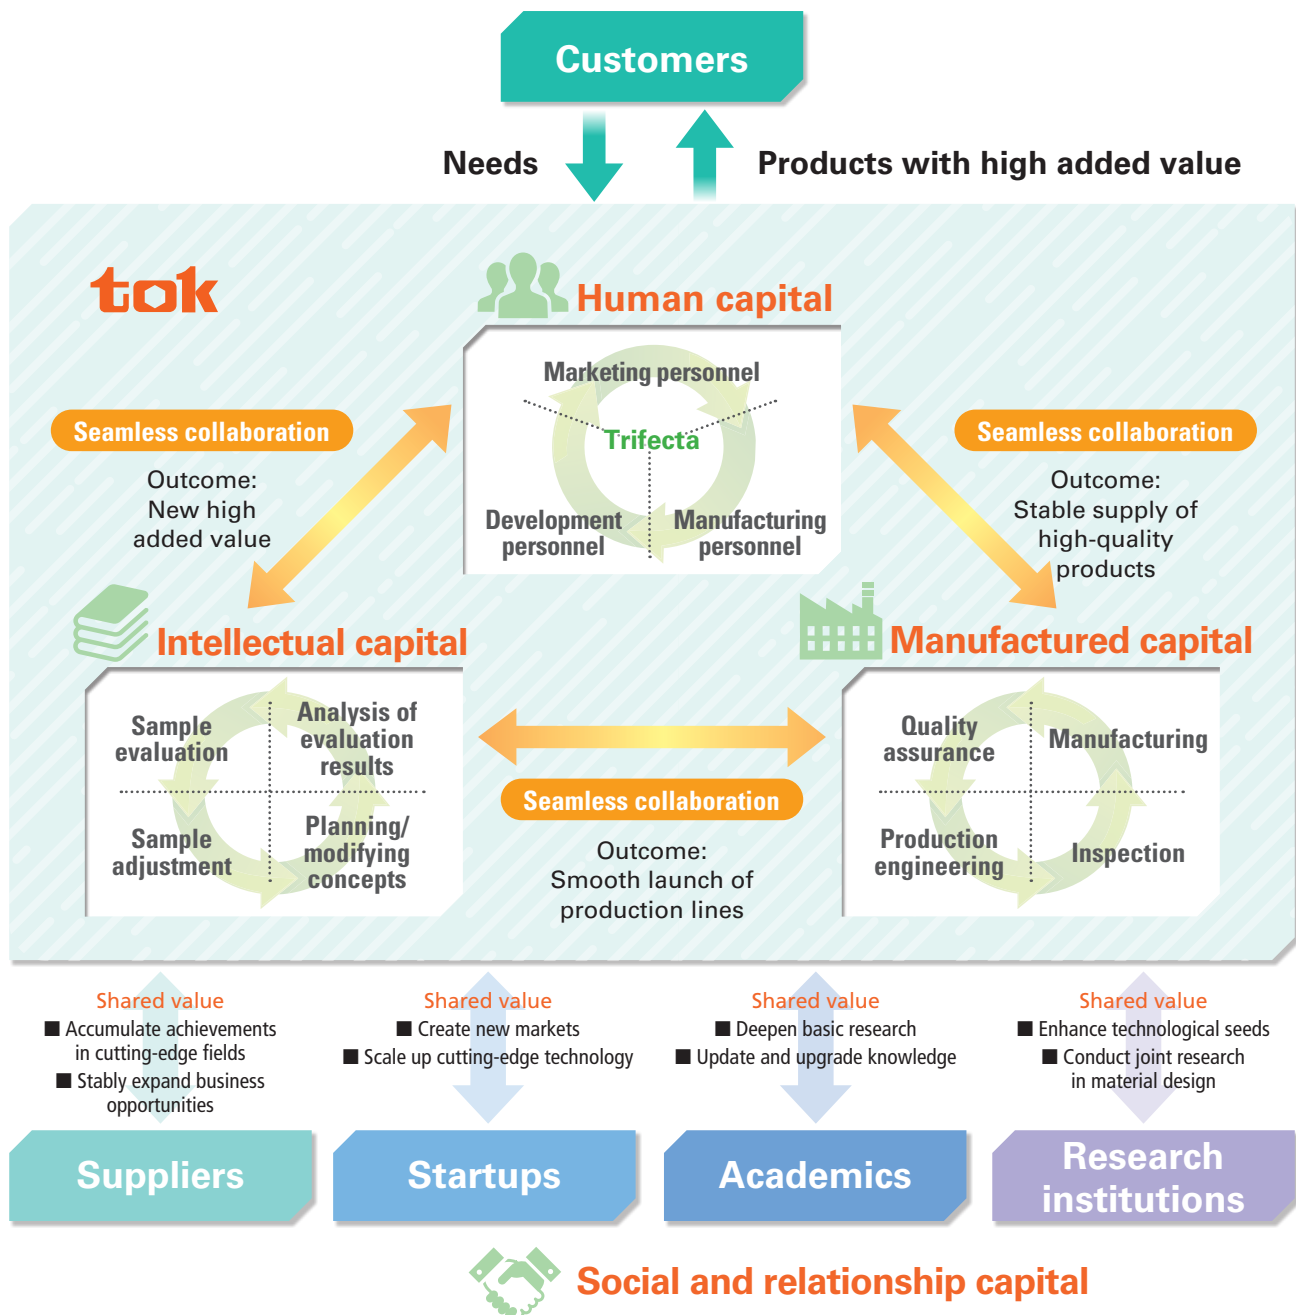 Customers
Needs
Products with high added value
tok
Human capital
Marketing personnel
Trifecta
Development
personnel
Manufacturing
personnel
Seamless collaboration
Outcome:
New high
added value
Seamless collaboration
Outcome:
Stable supply of
high-quality
products
Intellectual capital
Sample
evaluation
Analysis of
evaluation
results
Sample
adjustment
Planning/
modifying
concepts
Seamless collaboration
Outcome:
Smooth launch of
production lines
Manufactured capital
Quality
assurance
Manufacturing
Production
engineering
Inspection
Shared value
■ Accumulate achievements
in cutting-edge fields
■ Stably expand business
opportunities
Suppliers
Shared value
■ Create new markets
■ Scale up cutting-edge technology
Startups
Shared value
■ Deepen basic research
■ Update and upgrade knowledge
Academics
Shared value
■ Enhance technological seeds
■ Conduct joint research
in material design
Research
institutions
Social and relationship capital